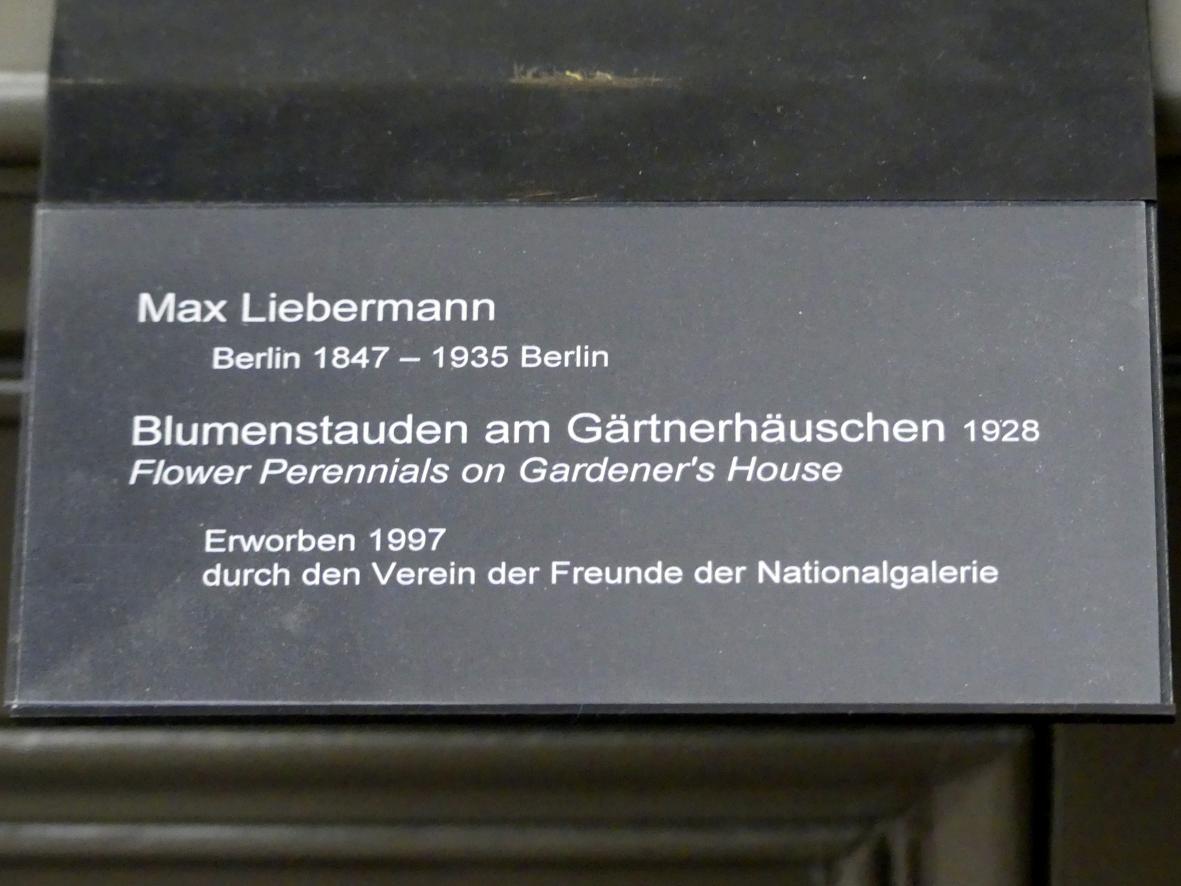 Max Liebermann
Berlin 1847 – 1935 Berlin
Blumenstauden am Gärtnerhäuschen 1928
Flower Perennials on Gardener's House
Erworben 1997
durch den Verein der Freunde der Nationalgalerie